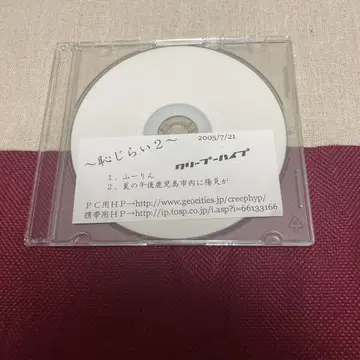 ～恥じらい２～
2005/7/21
クリープハイプ
１．ふーりん
２．夏の午後鹿児島市内に陽炎が
ＰＣ用ＨＰ→http://www.geocities.jp/creephyp/
携帯用ＨＰ→http://ip.tosp.co.jp/i.asp?i=66133166